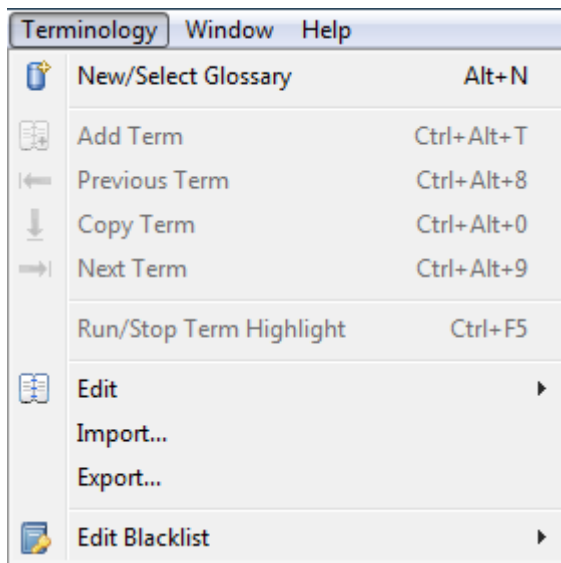 Terminology Window Help
New/Select Glossary Alt+N
Add Term Ctrl+Alt+T
Previous Term Ctrl+Alt+8
Copy Term Ctrl+Alt+0
Next Term Ctrl+Alt+9
Run/Stop Term Highlight Ctrl+F5
Edit
Import...
Export...
Edit Blacklist